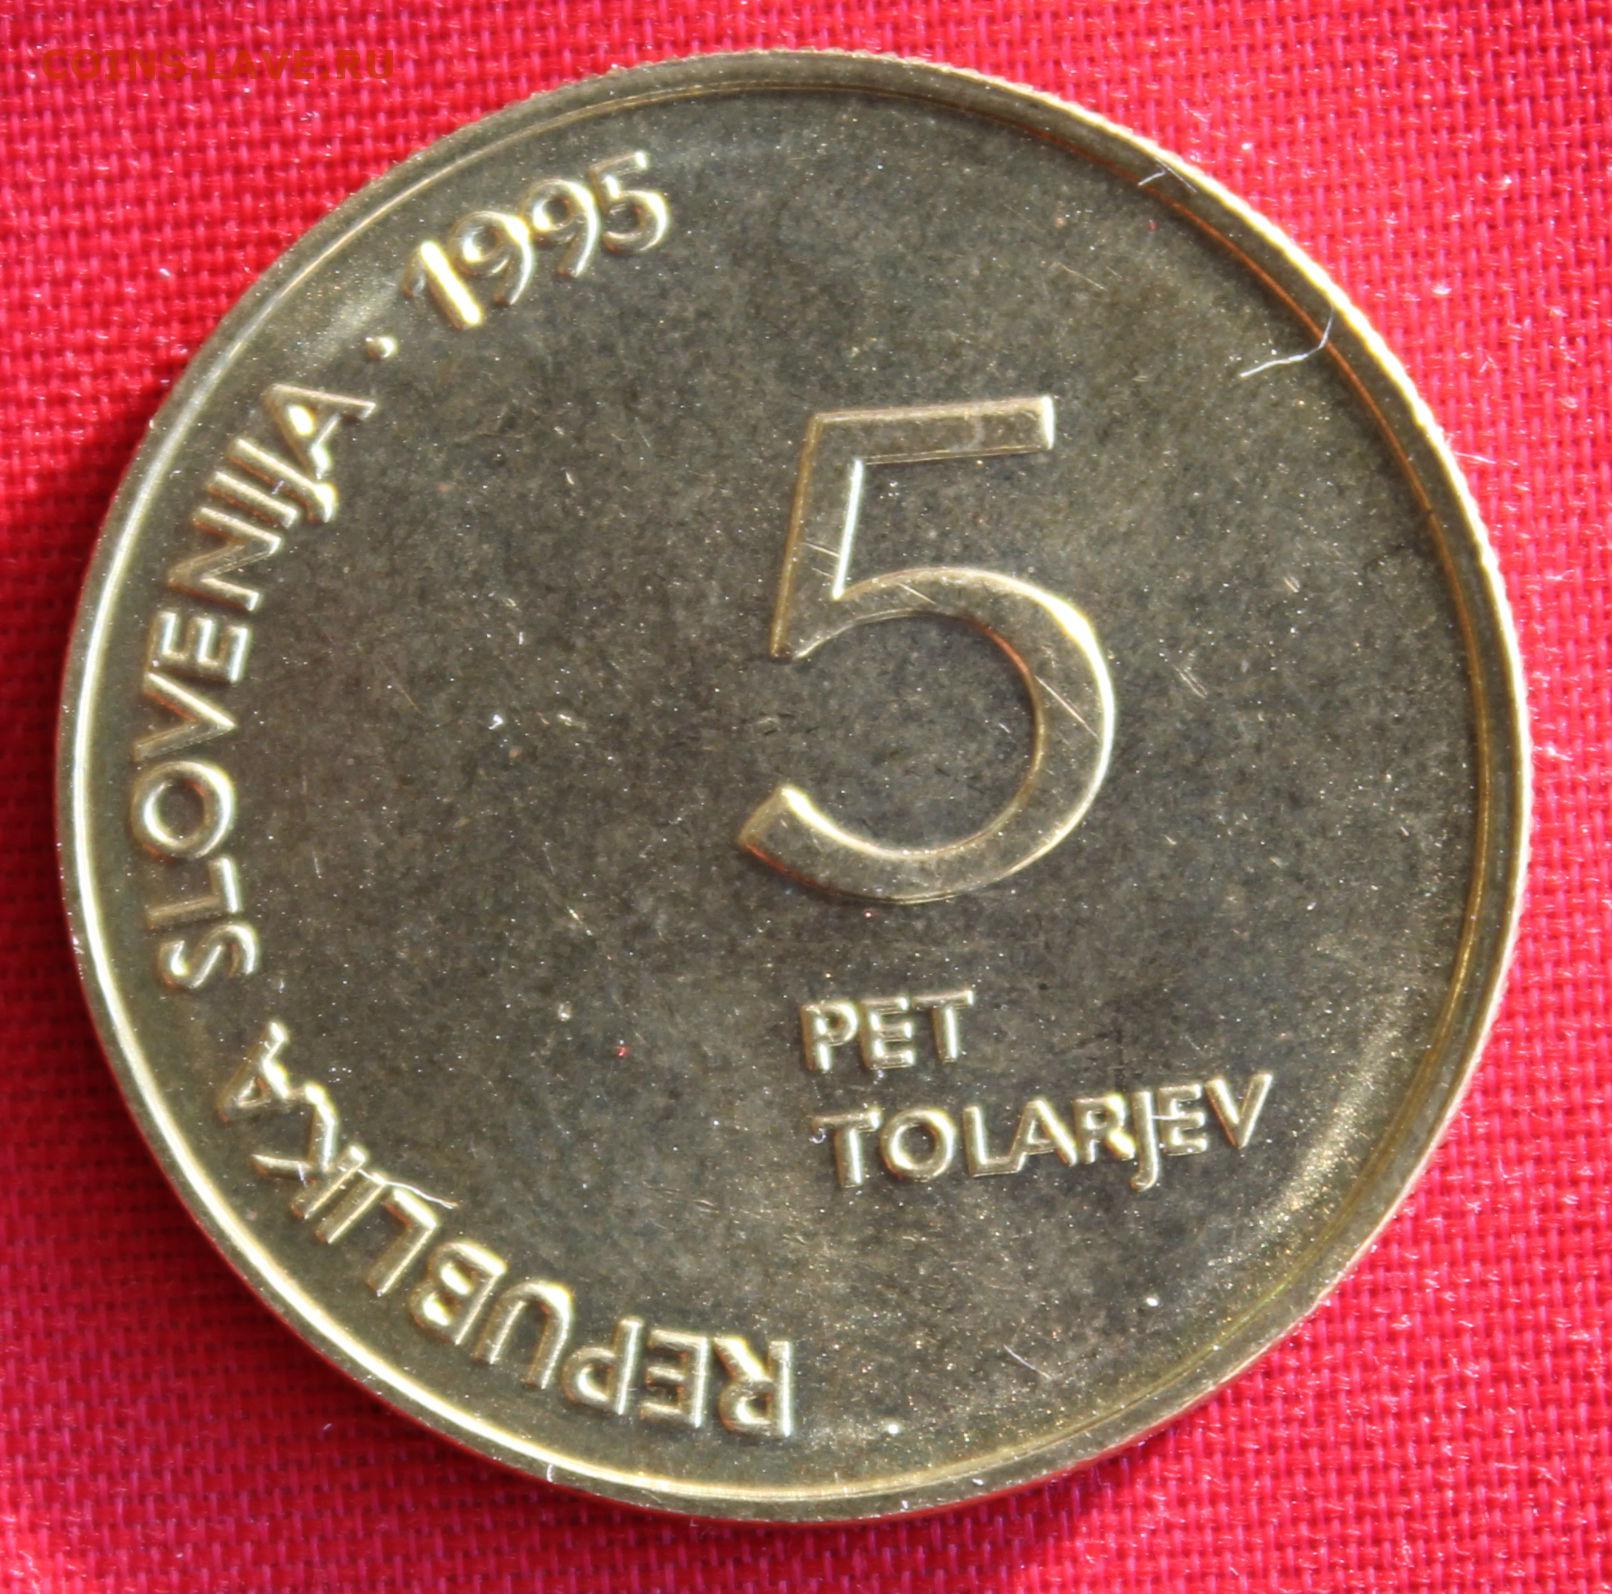 COINS.LAVE.RU
REPUBLIKA SLOVENIJA · 1995
5
PET
TOLARJEV